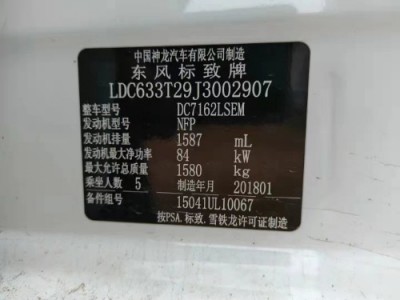 中国神龙汽车有限公司制造
东风标致牌
LDC633T29J3002907
整车型号 DC7162LSEM
发动机型号 NFP
发动机排量 1587 mL
发动机最大净功率 84 kW
最大允许总质量 1580 kg
乘坐人数 5 制造年月 201801
备件组号 15041UL10067
按PSA.标致.雪铁龙许可证制造